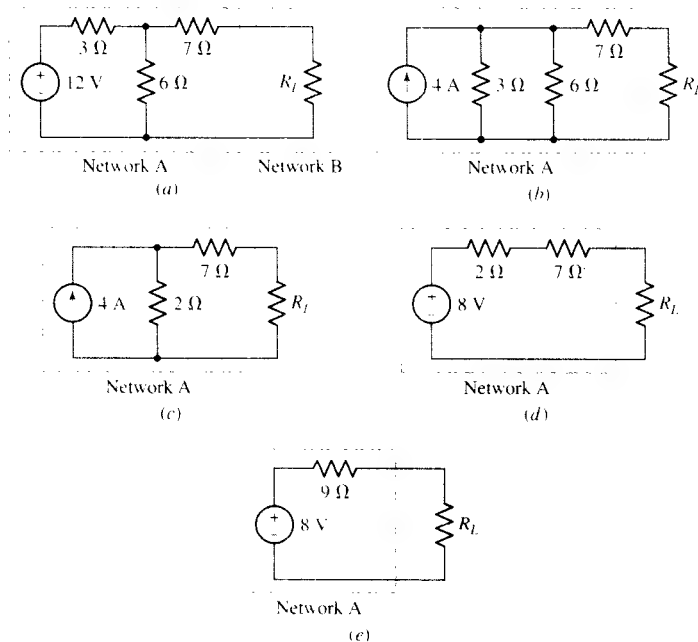 3 Ω 7 Ω
12 V 6 Ω R_L
Network A Network B
(a)
7 Ω
4 A 3 Ω 6 Ω R_L
Network A
(b)
7 Ω
4 A 2 Ω R_L
Network A
(c)
2 Ω 7 Ω
8 V R_L
Network A
(d)
9 Ω
8 V R_L
Network A
(e)